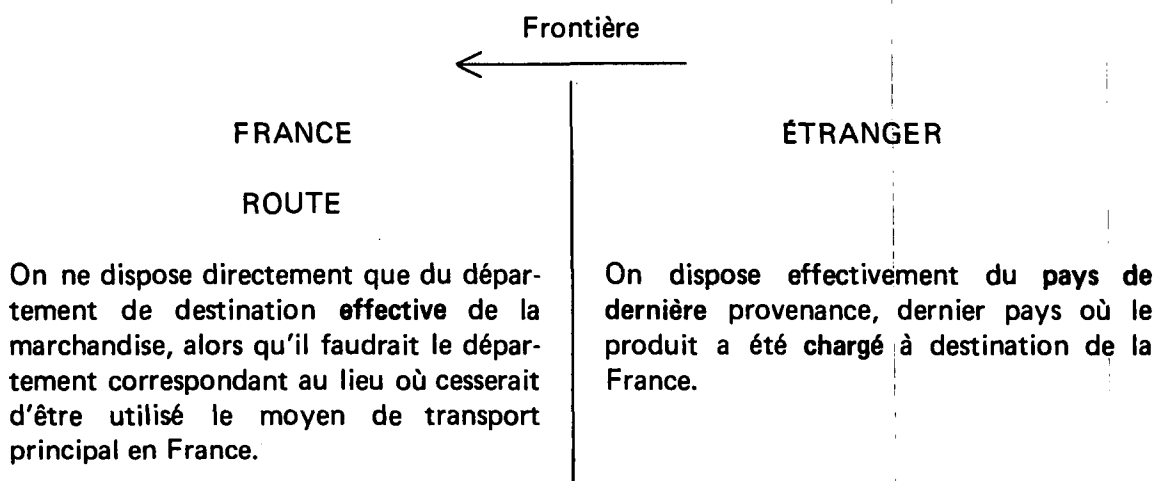 Frontière
FRANCE
ÉTRANGER
ROUTE
On ne dispose directement que du dépar-
tement de destination effective de la
marchandise, alors qu'il faudrait le dépar-
tement correspondant au lieu où cesserait
d'être utilisé le moyen de transport
principal en France.
On dispose effectivement du pays de
dernière provenance, dernier pays où le
produit a été chargé à destination de la
France.